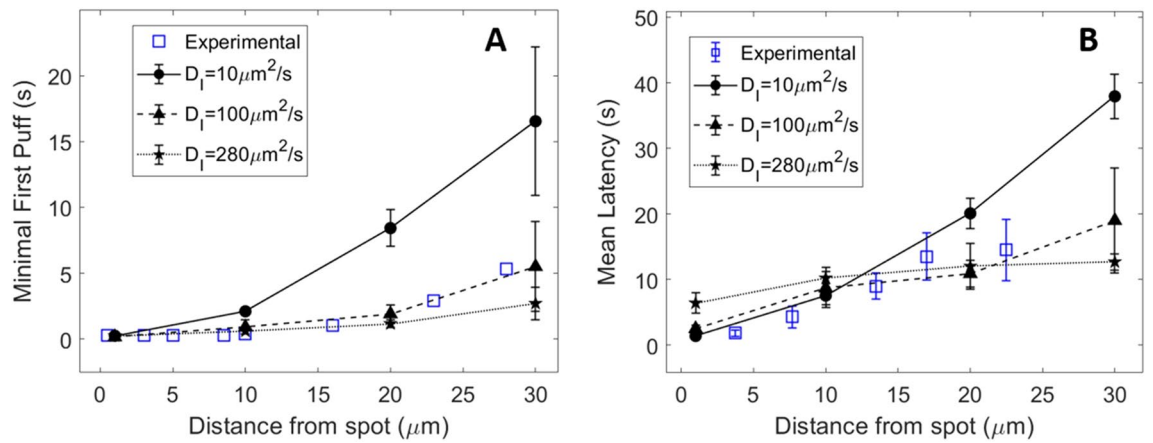 A
Experimental
D_I=10μm²/s
D_I=100μm²/s
D_I=280μm²/s
Minimal First Puff (s)
20
15
10
5
0
0 5 10 15 20 25 30
Distance from spot (μm)
B
Experimental
D_I=10μm²/s
D_I=100μm²/s
D_I=280μm²/s
Mean Latency (s)
50
40
30
20
10
0
0 5 10 15 20 25 30
Distance from spot (μm)